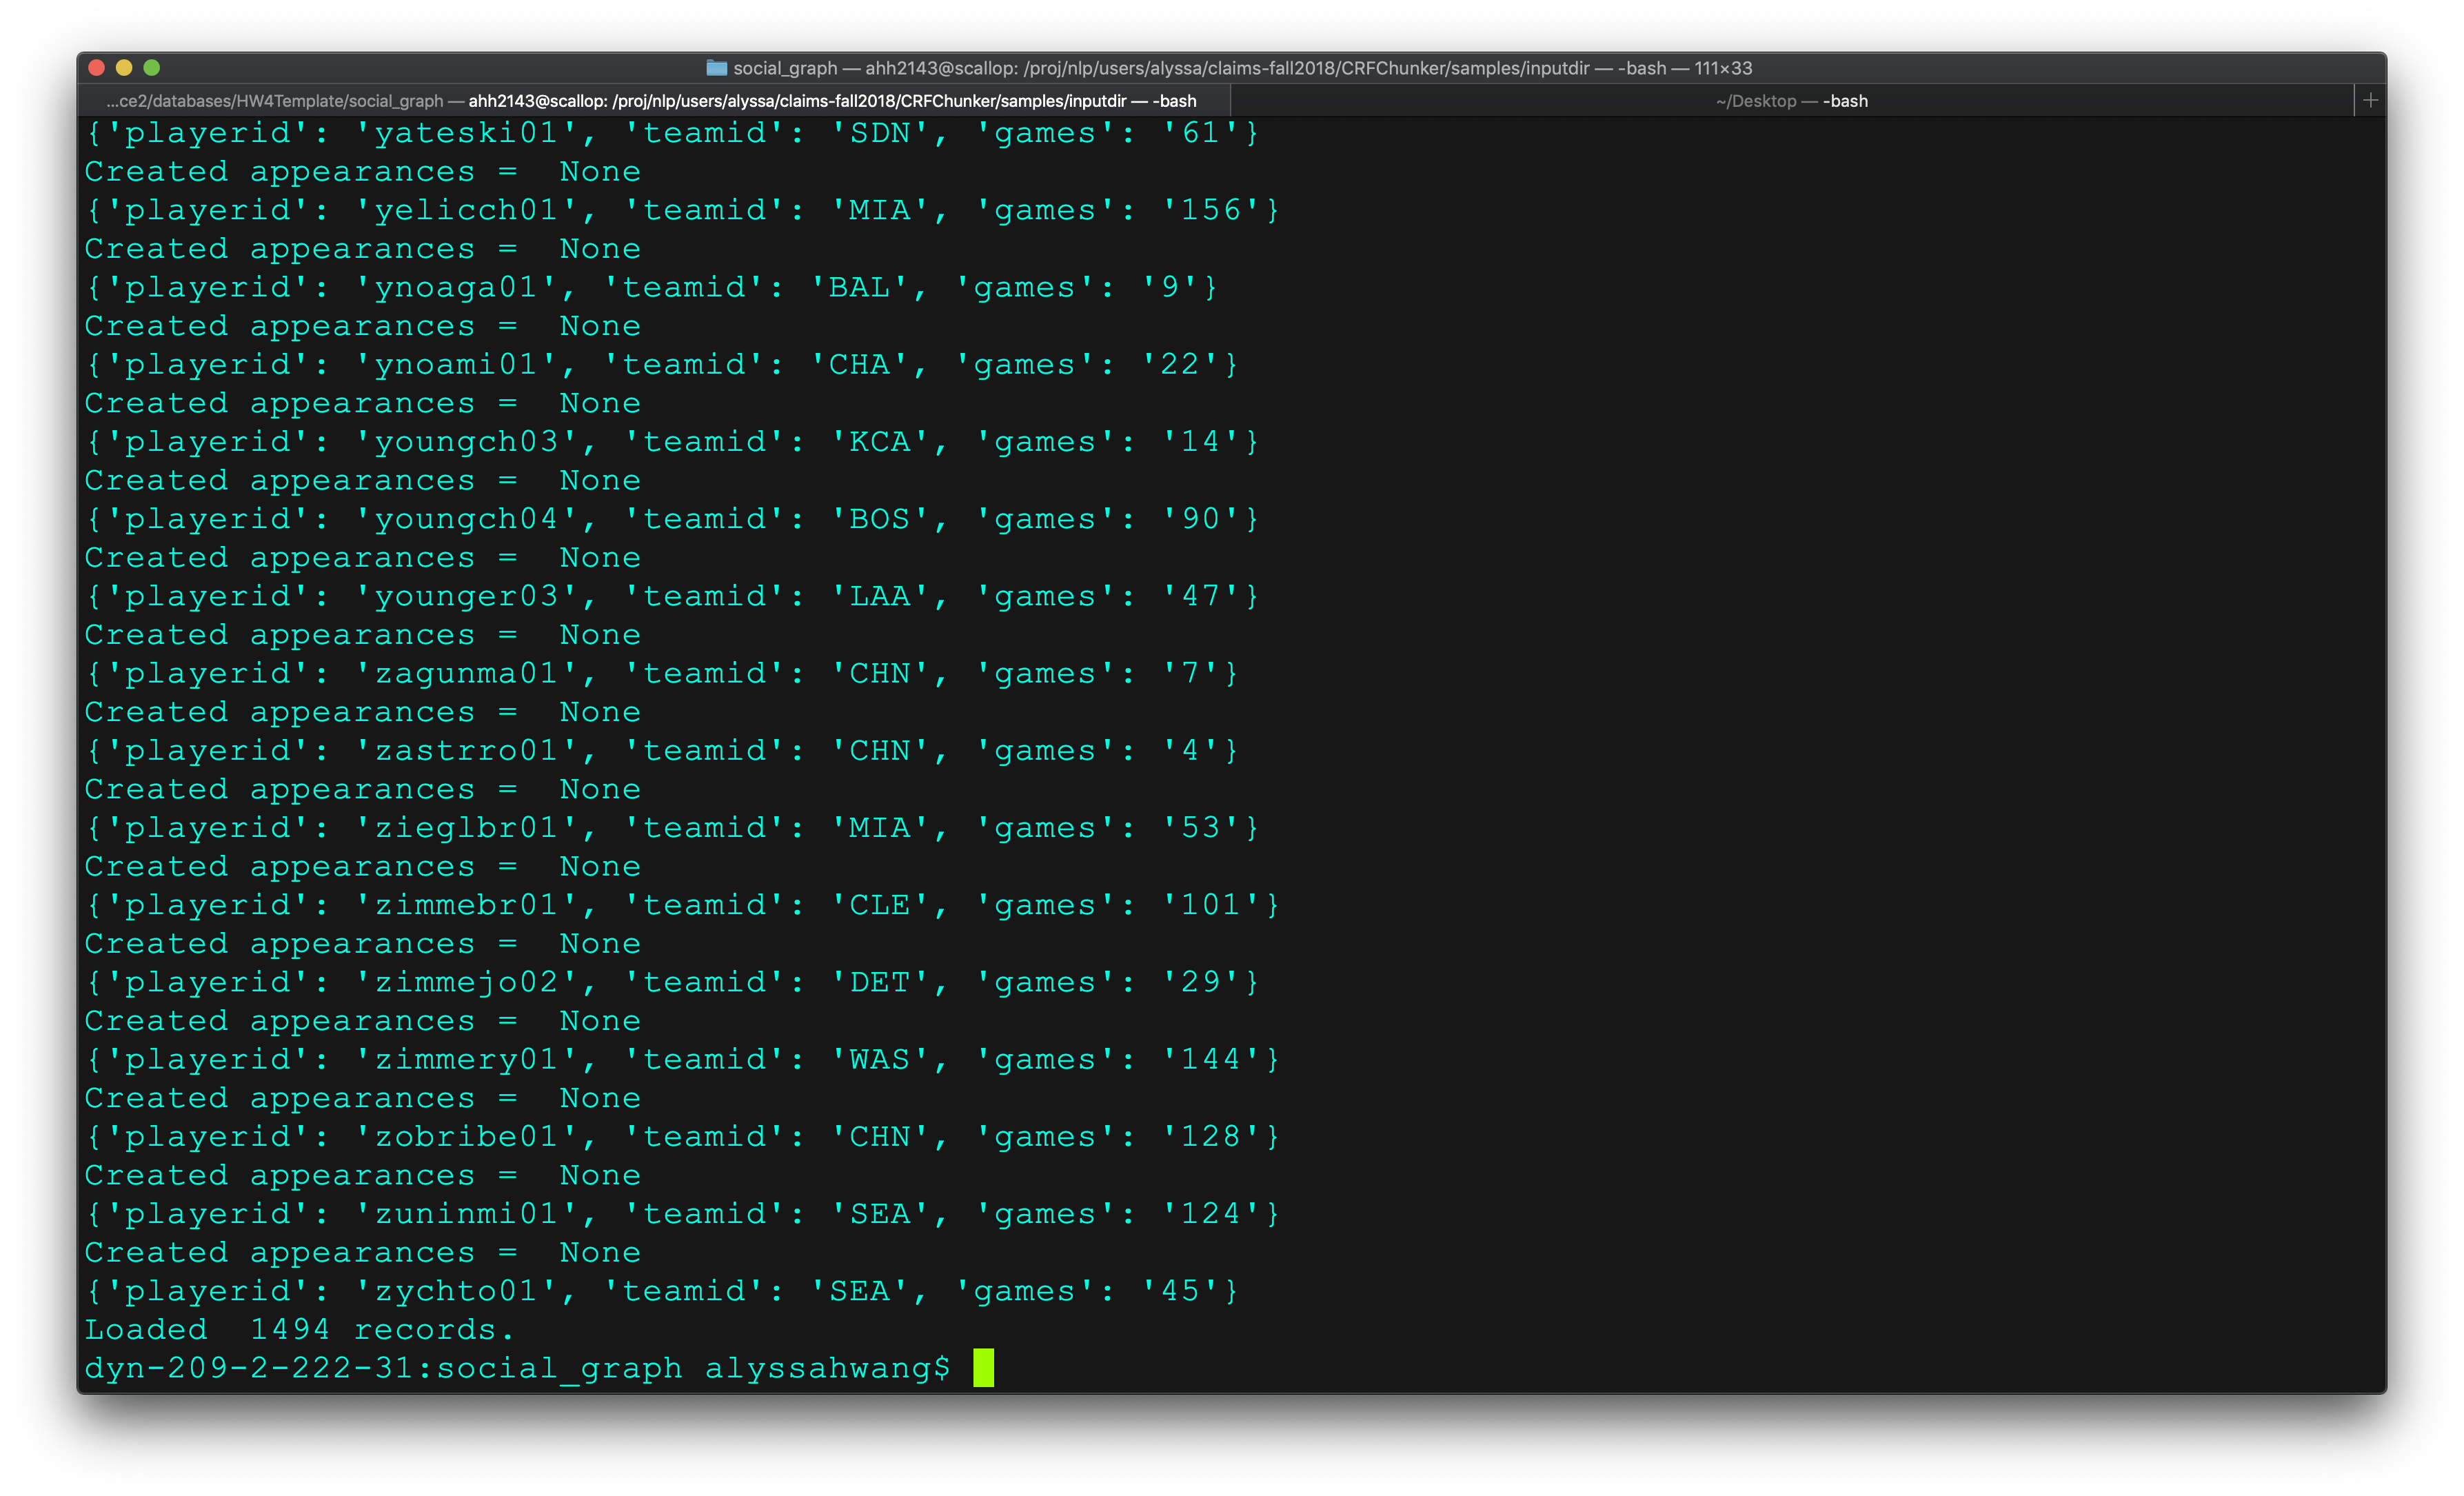 social_graph — ahh2143@scallop: /proj/nlp/users/alyssa/claims-fall2018/CRFChunker/samples/inputdir — -bash — 111×33
...ce2/databases/HW4Template/social_graph — ahh2143@scallop: /proj/nlp/users/alyssa/claims-fall2018/CRFChunker/samples/inputdir — -bash
~/Desktop — -bash
+
{'playerid': 'yateski01', 'teamid': 'SDN', 'games': '61'}
Created appearances =  None
{'playerid': 'yelicch01', 'teamid': 'MIA', 'games': '156'}
Created appearances =  None
{'playerid': 'ynoaga01', 'teamid': 'BAL', 'games': '9'}
Created appearances =  None
{'playerid': 'ynoami01', 'teamid': 'CHA', 'games': '22'}
Created appearances =  None
{'playerid': 'youngch03', 'teamid': 'KCA', 'games': '14'}
Created appearances =  None
{'playerid': 'youngch04', 'teamid': 'BOS', 'games': '90'}
Created appearances =  None
{'playerid': 'younger03', 'teamid': 'LAA', 'games': '47'}
Created appearances =  None
{'playerid': 'zagunma01', 'teamid': 'CHN', 'games': '7'}
Created appearances =  None
{'playerid': 'zastrro01', 'teamid': 'CHN', 'games': '4'}
Created appearances =  None
{'playerid': 'zieglbr01', 'teamid': 'MIA', 'games': '53'}
Created appearances =  None
{'playerid': 'zimmebr01', 'teamid': 'CLE', 'games': '101'}
Created appearances =  None
{'playerid': 'zimmejo02', 'teamid': 'DET', 'games': '29'}
Created appearances =  None
{'playerid': 'zimmery01', 'teamid': 'WAS', 'games': '144'}
Created appearances =  None
{'playerid': 'zobribe01', 'teamid': 'CHN', 'games': '128'}
Created appearances =  None
{'playerid': 'zuninmi01', 'teamid': 'SEA', 'games': '124'}
Created appearances =  None
{'playerid': 'zychto01', 'teamid': 'SEA', 'games': '45'}
Loaded  1494 records.
dyn-209-2-222-31:social_graph alyssahwang$